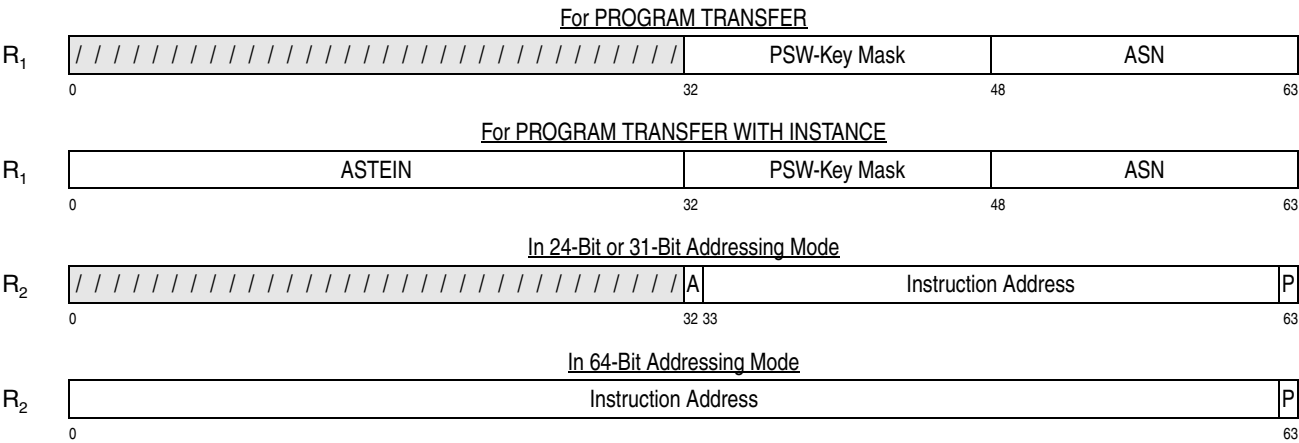 For PROGRAM TRANSFER
R1 / / / / / / / / / / / / / / / / / / / / / / / / / / / / / / / / PSW-Key Mask ASN
0 32 48 63
For PROGRAM TRANSFER WITH INSTANCE
R1 ASTEIN PSW-Key Mask ASN
0 32 48 63
In 24-Bit or 31-Bit Addressing Mode
R2 / / / / / / / / / / / / / / / / / / / / / / / / / / / / / / / / A Instruction Address P
0 32 33 63
In 64-Bit Addressing Mode
R2 Instruction Address P
0 63